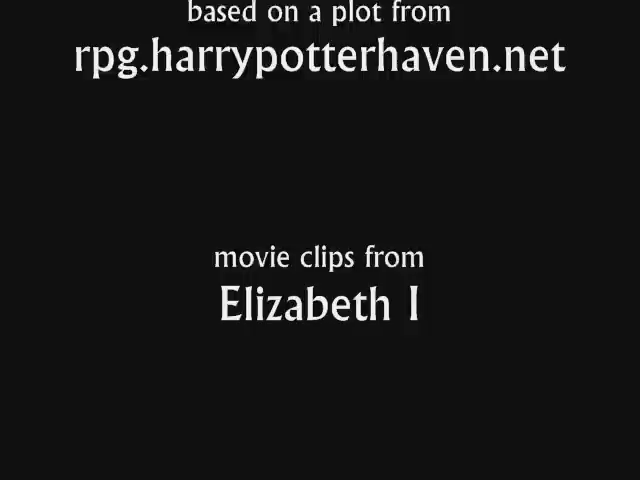 based on a plot from
rpg.harrypotterhaven.net
movie clips from
Elizabeth I